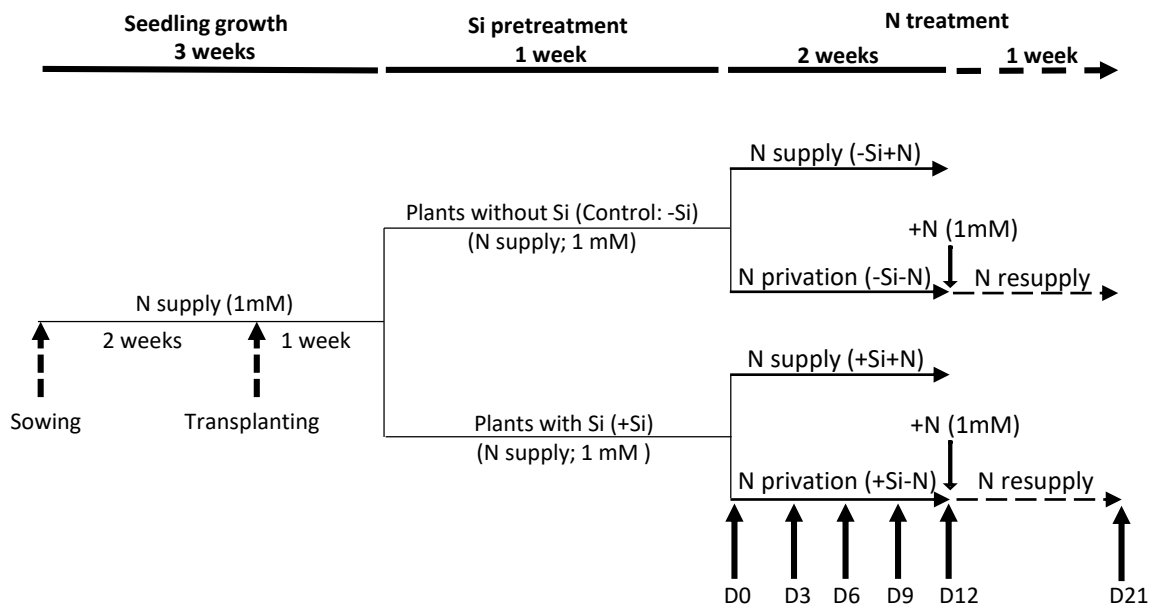 Seedling growth
3 weeks
Si pretreatment
1 week
N treatment
2 weeks
1 week
N supply (-Si+N)
Plants without Si (Control: -Si)
(N supply; 1 mM)
+N (1mM)
N privation (-Si-N)
N resupply
N supply (1mM)
2 weeks
1 week
Sowing
Transplanting
N supply (+Si+N)
Plants with Si (+Si)
(N supply; 1 mM )
+N (1mM)
N privation (+Si-N)
N resupply
D0
D3
D6
D9
D12
D21